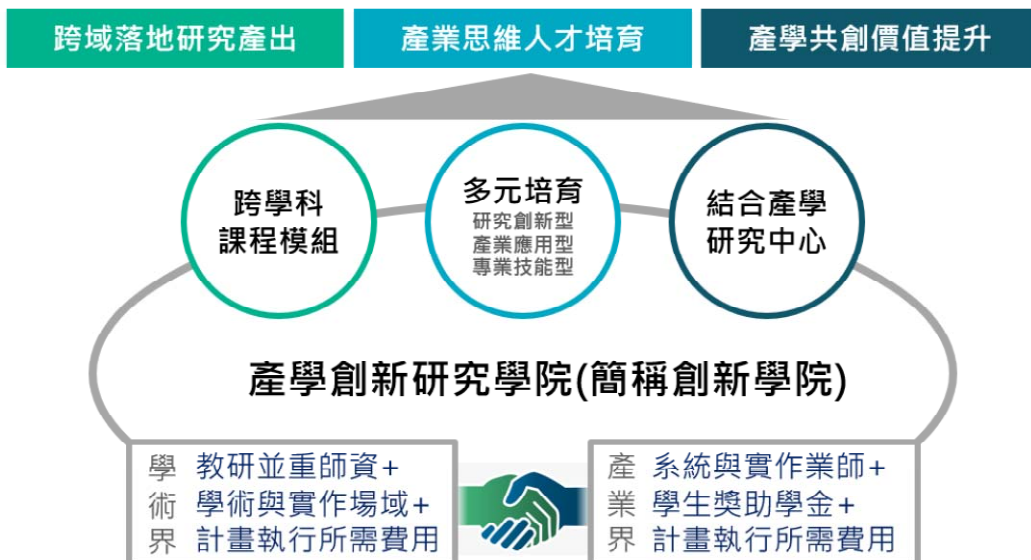 跨域落地研究產出
產業思維人才培育
產學共創價值提升
跨學科
課程模組
多元培育
研究創新型
產業應用型
專業技能型
結合產學
研究中心
產學創新研究學院(簡稱創新學院)
學術界
教研並重師資+
學術與實作場域+
計畫執行所需費用
產業界
系統與實作業師+
學生獎助學金+
計畫執行所需費用